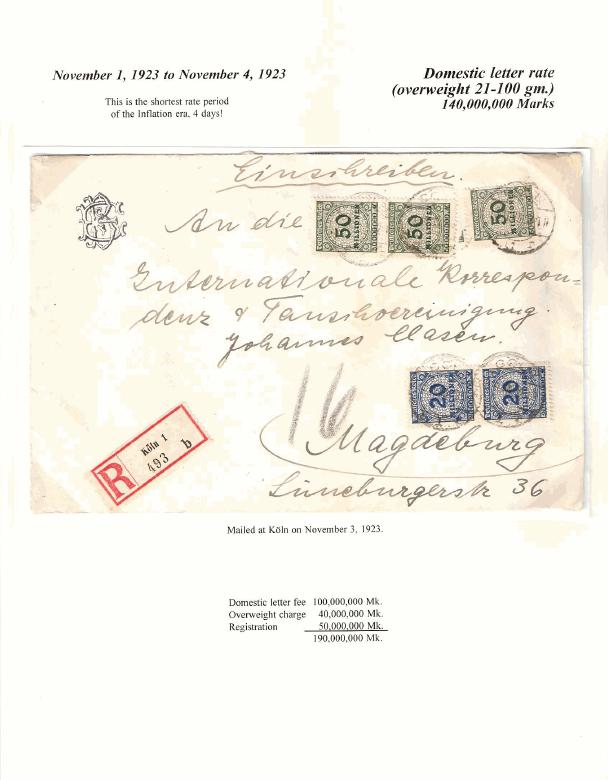 November 1, 1923 to November 4, 1923
This is the shortest rate period
of the Inflation era, 4 days!
Domestic letter rate
(overweight 21-100 gm.)
140,000,000 Marks
Einschreiben.
An die
50 MILLIONEN
50 MILLIONEN
50 MILLIONEN
Internationale Korrespon=
denz & Tauschvereinigung
Johannes
20
20
16
R Köln 1 b
493
Magdeburg
Lüneburgerstr 36
Mailed at Köln on November 3, 1923.
Domestic letter fee 100,000,000 Mk.
Overweight charge 40,000,000 Mk.
Registration 50,000,000 Mk.
190,000,000 Mk.